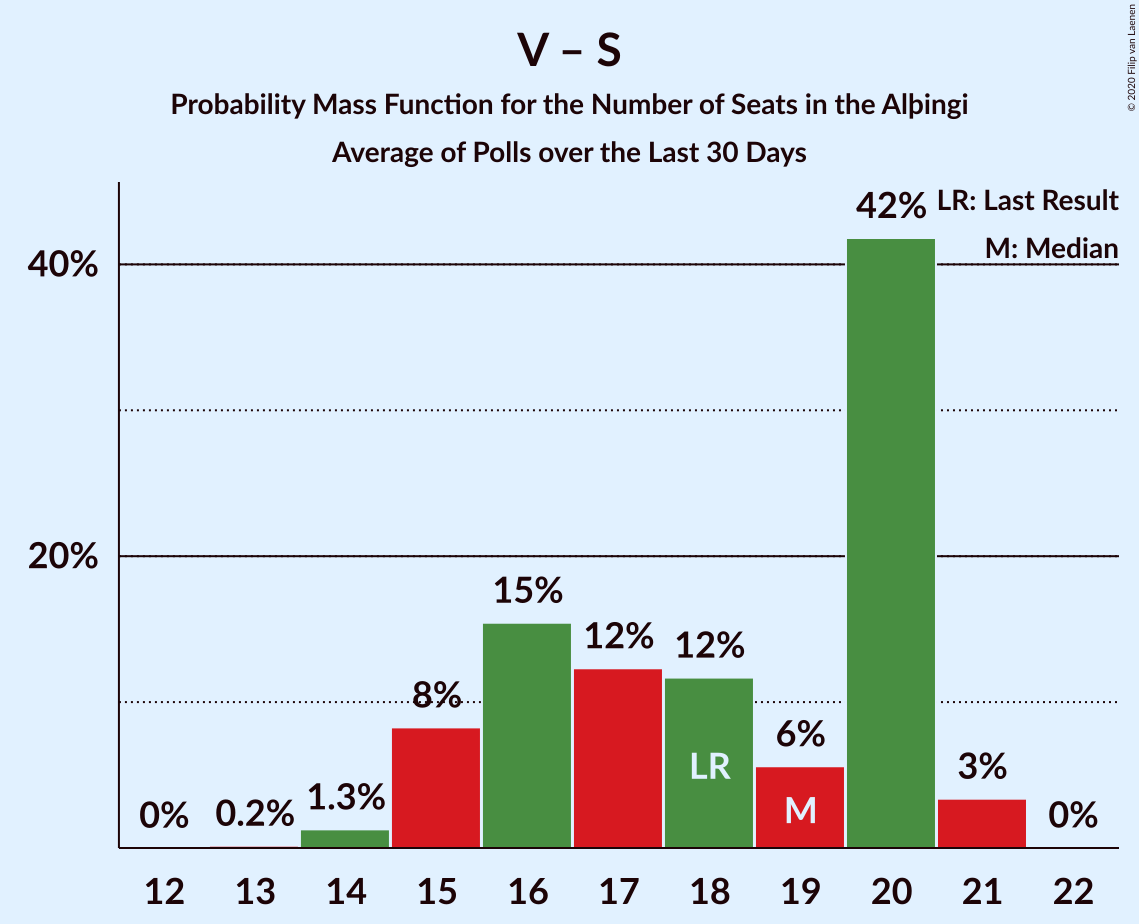 V – S
Probability Mass Function for the Number of Seats in the Alþingi
Average of Polls over the Last 30 Days
© 2020 Filip van Laenen
LR: Last Result
M: Median
40%
20%
0%
0.2%
1.3%
8%
15%
12%
12%
6%
42%
3%
0%
LR
M
12 13 14 15 16 17 18 19 20 21 22